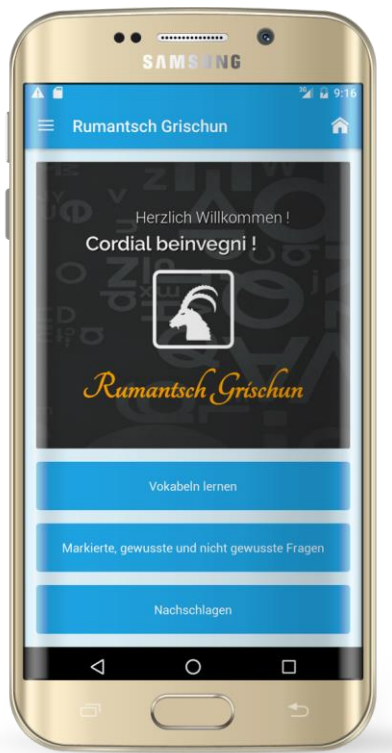 SAMSUNG
3G 9:16
Rumantsch Grischun
Herzlich Willkommen !
Cordial beinvegni !
Rumantsch Grischun
Vokabeln lernen
Markierte, gewusste und nicht gewusste Fragen
Nachschlagen